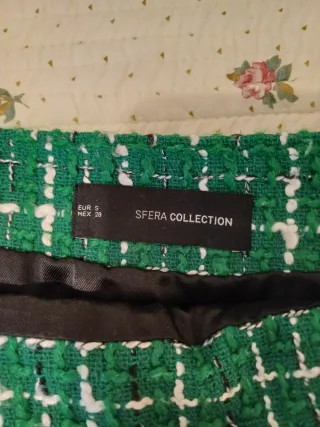 EUR S
MEX 28
SFERA COLLECTION